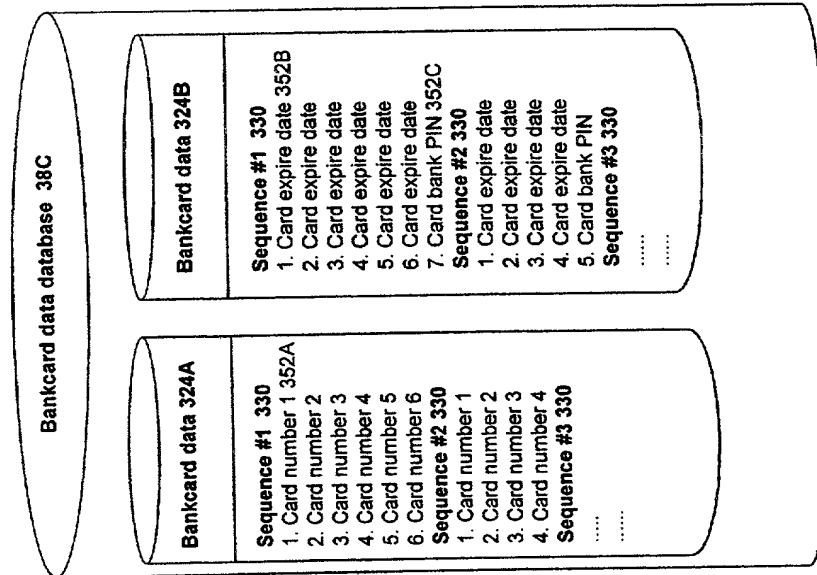 Bankcard data database 38C
Bankcard data 324A
Sequence #1 330
1. Card number 1 352A
2. Card number 2
3. Card number 3
4. Card number 4
5. Card number 5
6. Card number 6
Sequence #2 330
1. Card number 1
2. Card number 2
3. Card number 3
4. Card number 4
Sequence #3 330
.....
......
Bankcard data 324B
Sequence #1 330
1. Card expire date 352B
2. Card expire date
3. Card expire date
4. Card expire date
5. Card expire date
6. Card expire date
7. Card bank PIN 352C
Sequence #2 330
1. Card expire date
2. Card expire date
3. Card expire date
4. Card expire date
5. Card bank PIN
Sequence #3 330
......
......